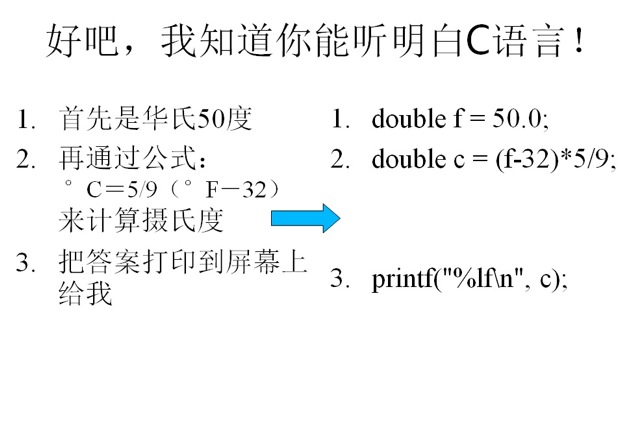 好吧，我知道你能听明白C语言！
1. 首先是华氏50度
2. 再通过公式：
°C＝5/9（°F－32）
来计算摄氏度
3. 把答案打印到屏幕上
给我
1. double f = 50.0;
2. double c = (f-32)*5/9;
3. printf("%lf\n", c);